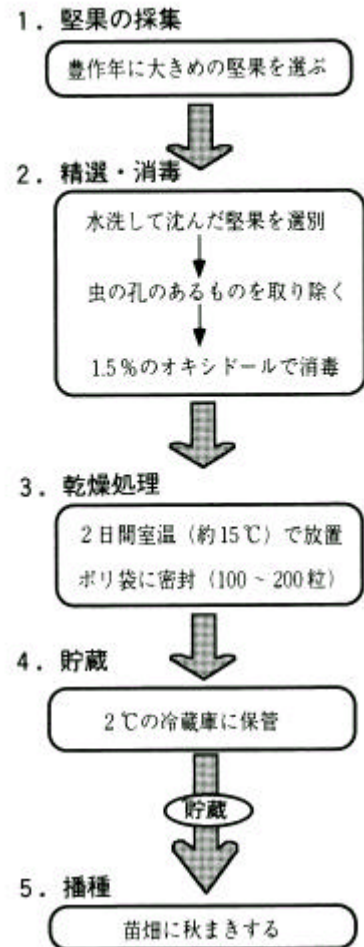 1. 堅果の採集
豊作年に大きめの堅果を選ぶ
2. 精選・消毒
水洗して沈んだ堅果を選別
虫の孔のあるものを取り除く
1.5%のオキシドールで消毒
3. 乾燥処理
2日間室温(約15℃)で放置
ポリ袋に密封(100~200粒)
4. 貯蔵
2℃の冷蔵庫に保管
貯蔵
5. 播種
苗畑に秋まきする